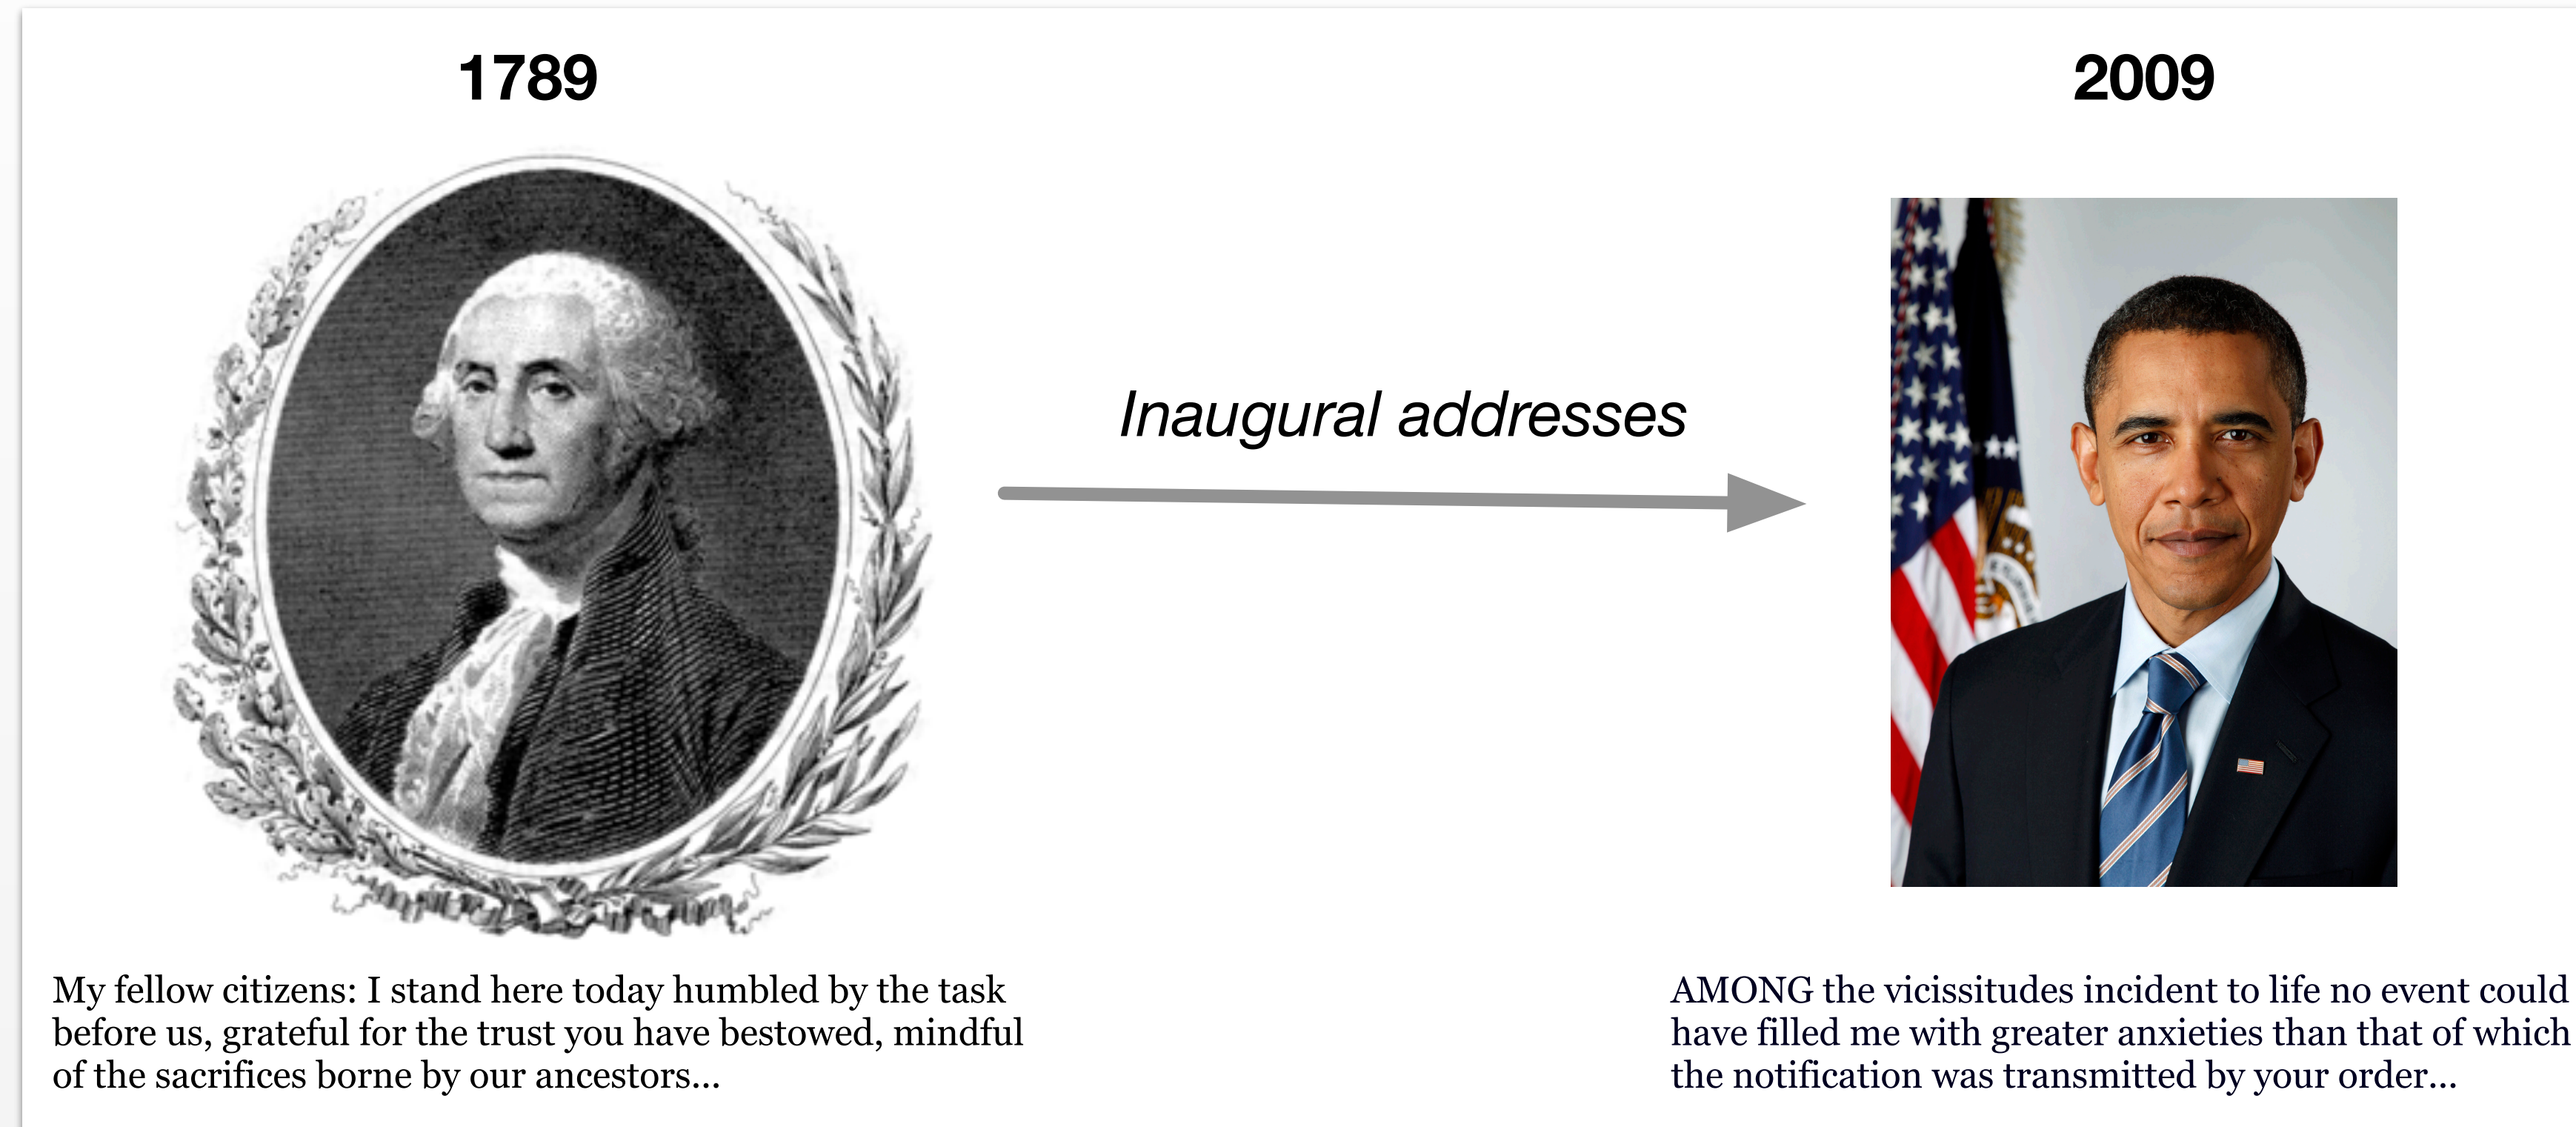 1789
2009
Inaugural addresses
My fellow citizens: I stand here today humbled by the task
before us, grateful for the trust you have bestowed, mindful
of the sacrifices borne by our ancestors...
AMONG the vicissitudes incident to life no event could
have filled me with greater anxieties than that of which
the notification was transmitted by your order...